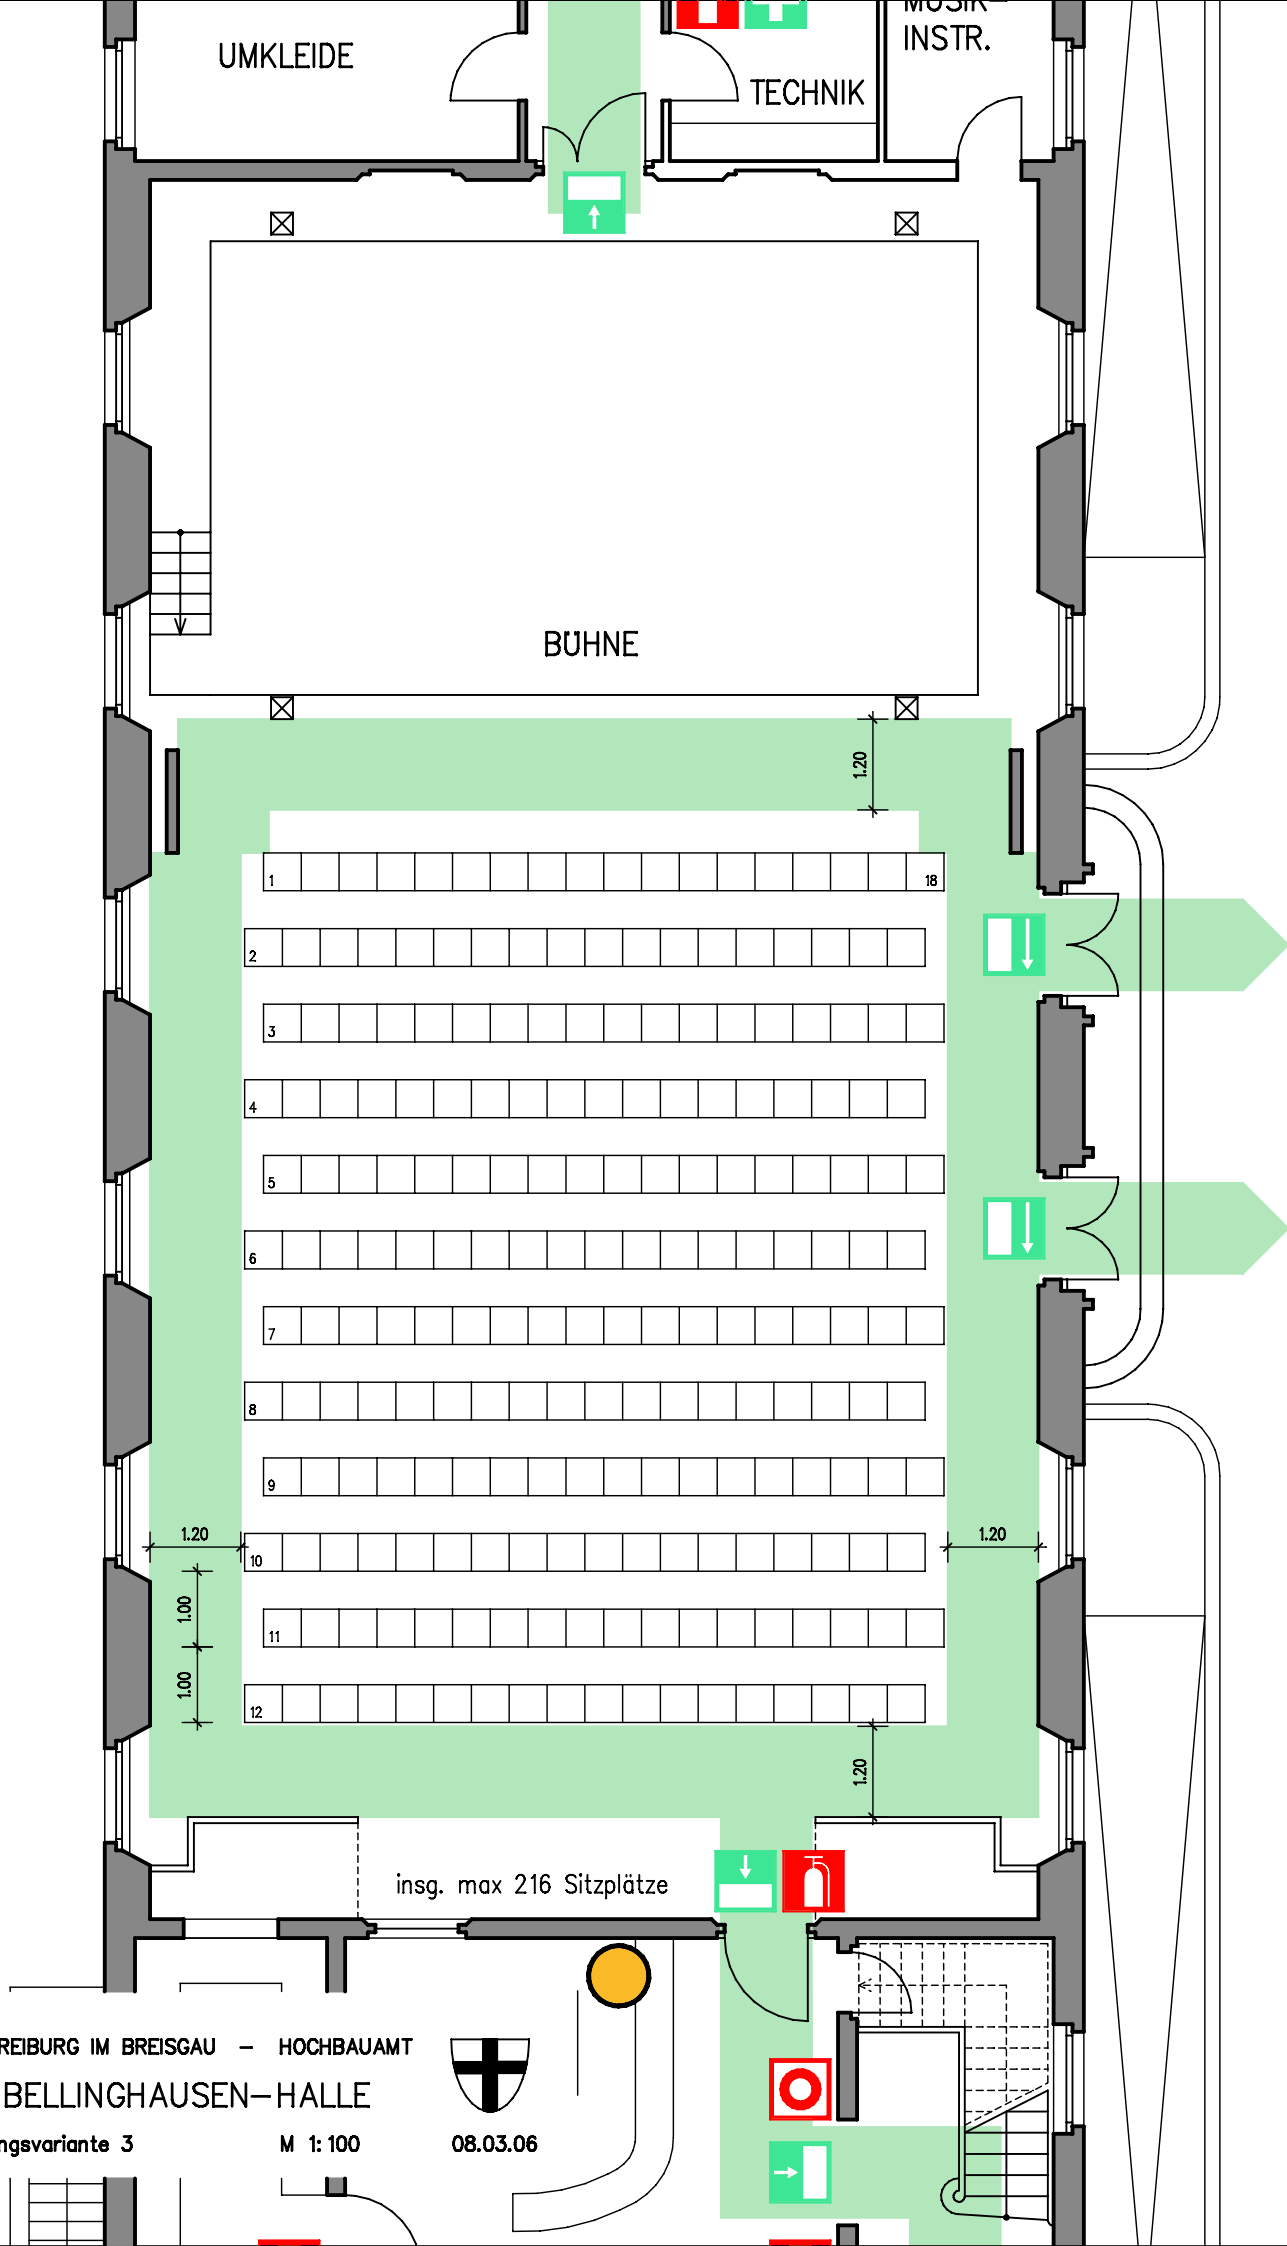 MUSIK-
INSTR.
UMKLEIDE
TECHNIK
BÜHNE
1.20
1
18
2
3
4
5
6
7
8
9
1.20
1.20
10
1.00
11
1.00
12
1.20
insg. max 216 Sitzplätze
REIBURG IM BREISGAU – HOCHBAUAMT
BELLINGHAUSEN–HALLE
ngsvariante 3
M 1:100
08.03.06